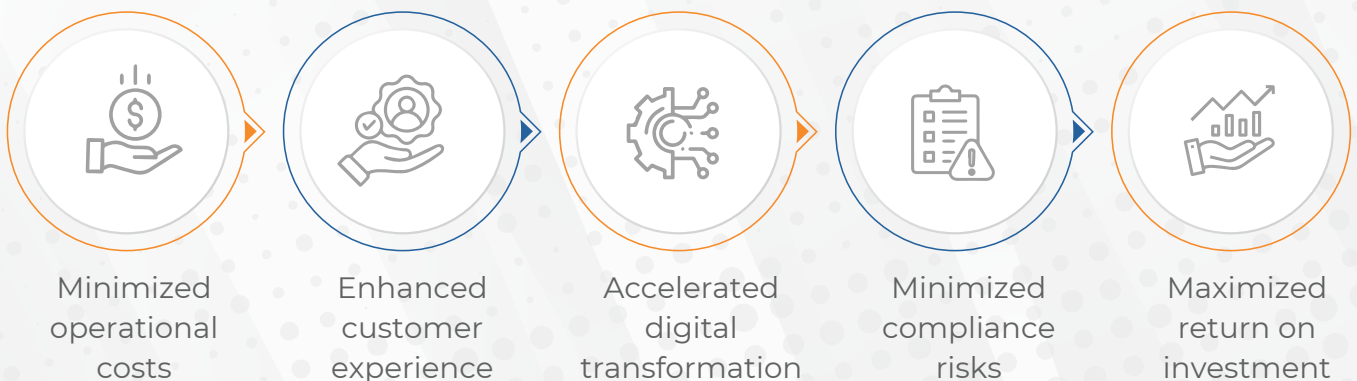 Minimized
operational
costs
Enhanced
customer
experience
Accelerated
digital
transformation
Minimized
compliance
risks
Maximized
return on
investment